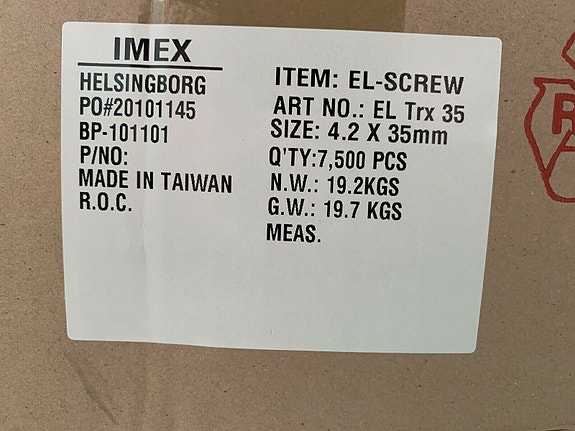 IMEX
HELSINGBORG
PO#20101145
BP-101101
P/NO:
MADE IN TAIWAN
R.O.C.
ITEM: EL-SCREW
ART NO.: EL Trx 35
SIZE: 4.2 X 35mm
Q'TY:7,500 PCS
N.W.: 19.2KGS
G.W.: 19.7 KGS
MEAS.